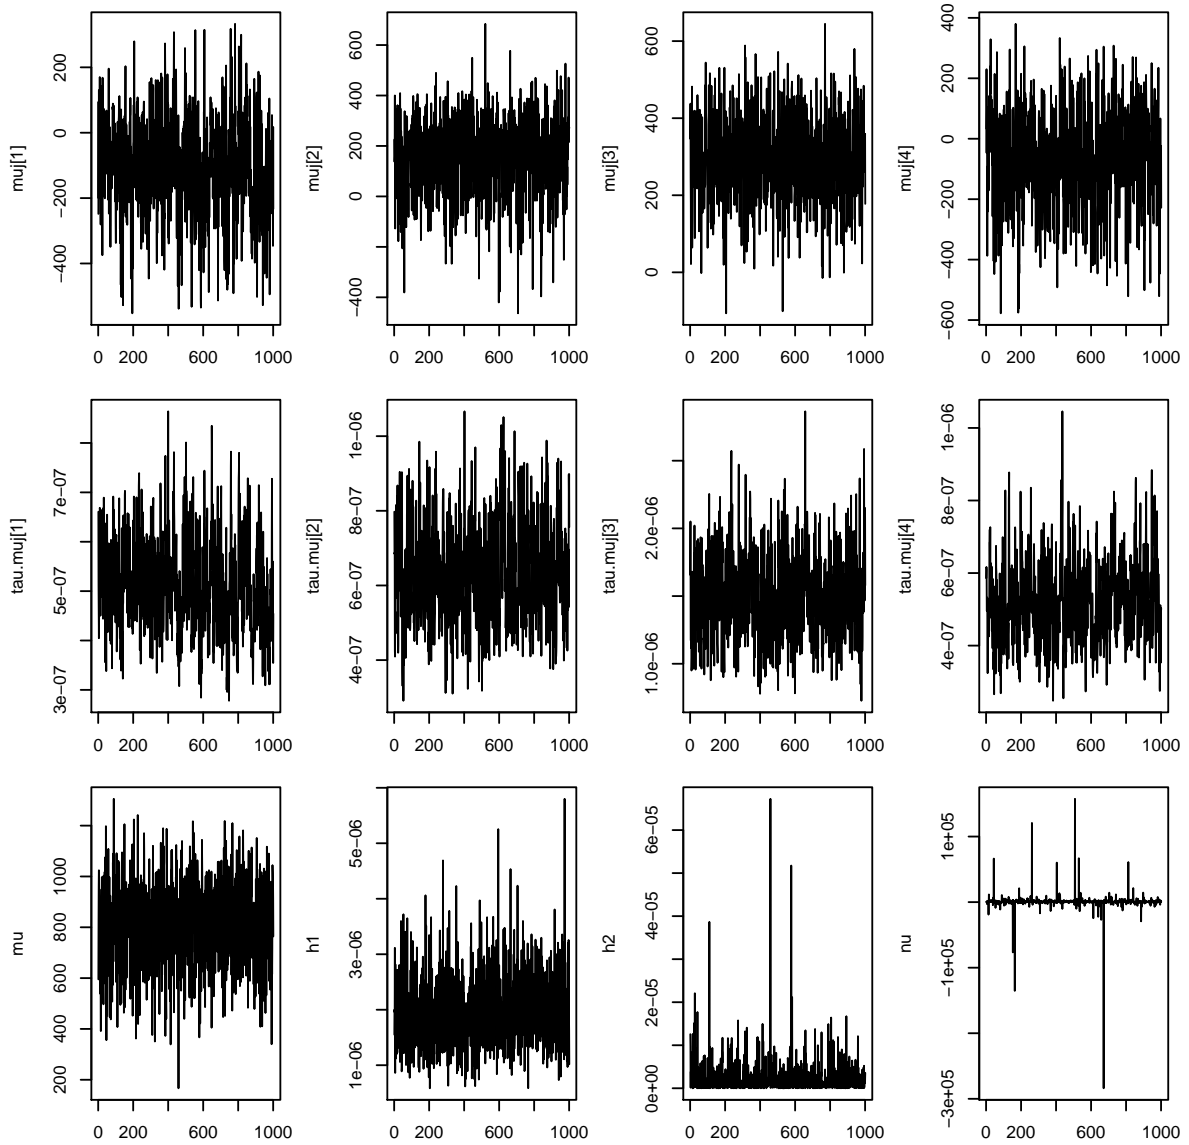 muj[1]
−400 −200 0 200
0 200 600 1000
muj[2]
−400 0 200 400 600
0 200 600 1000
muj[3]
0 200 400 600
0 200 600 1000
muj[4]
−600 −400 −200 0 200 400
0 200 600 1000
tau.muj[1]
3e−07 5e−07 7e−07
0 200 600 1000
tau.muj[2]
4e−07 6e−07 8e−07 1e−06
0 200 600 1000
tau.muj[3]
1.0e−06 2.0e−06
0 200 600 1000
tau.muj[4]
4e−07 6e−07 8e−07 1e−06
0 200 600 1000
mu
200 400 600 800 1000
0 200 600 1000
h1
1e−06 3e−06 5e−06
0 200 600 1000
h2
0e+00 2e−05 4e−05 6e−05
0 200 600 1000
nu
−3e+05 −1e+05 1e+05
0 200 600 1000